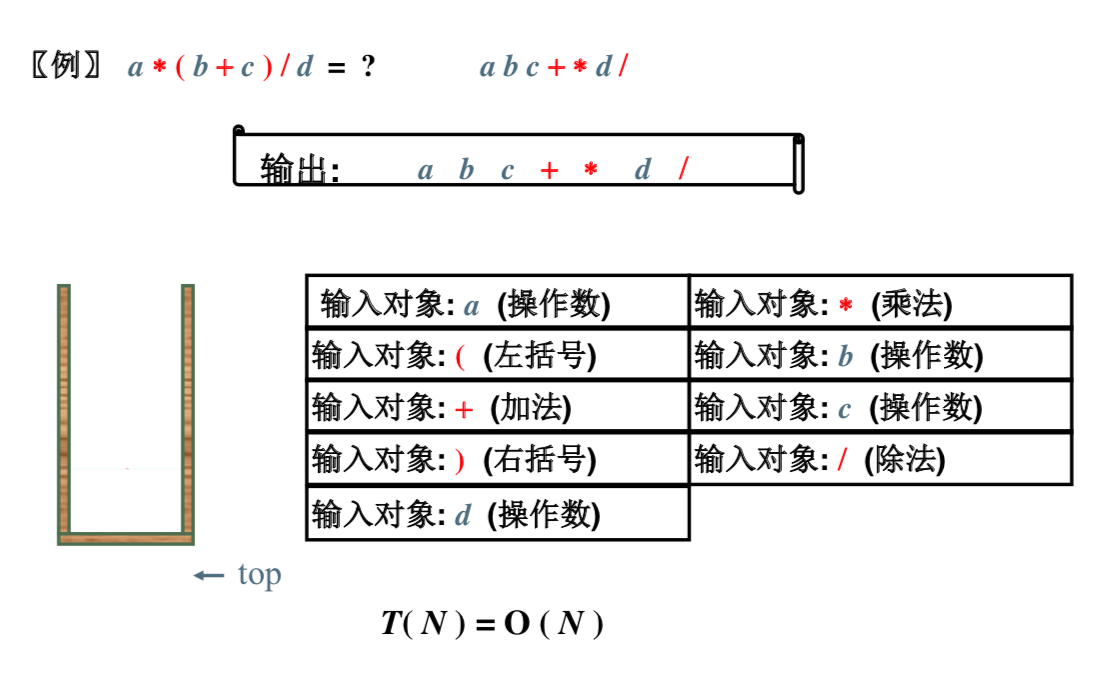 〖例〗 a * ( b + c ) / d = ? a b c + * d /
输出: a b c + * d /
输入对象: a (操作数) 输入对象: * (乘法)
输入对象: ( (左括号) 输入对象: b (操作数)
输入对象: + (加法) 输入对象: c (操作数)
输入对象: ) (右括号) 输入对象: / (除法)
输入对象: d (操作数)
← top
T( N ) = O ( N )